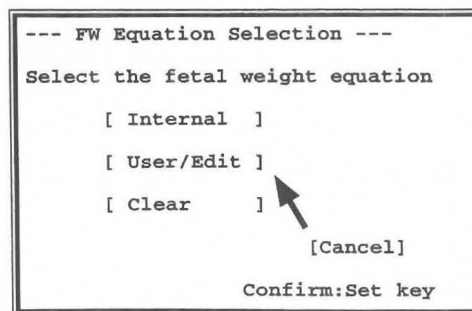 --- FW Equation Selection ---
Select the fetal weight equation
[ Internal ]
[ User/Edit ]
[ Clear ]
[Cancel]
Confirm:Set key